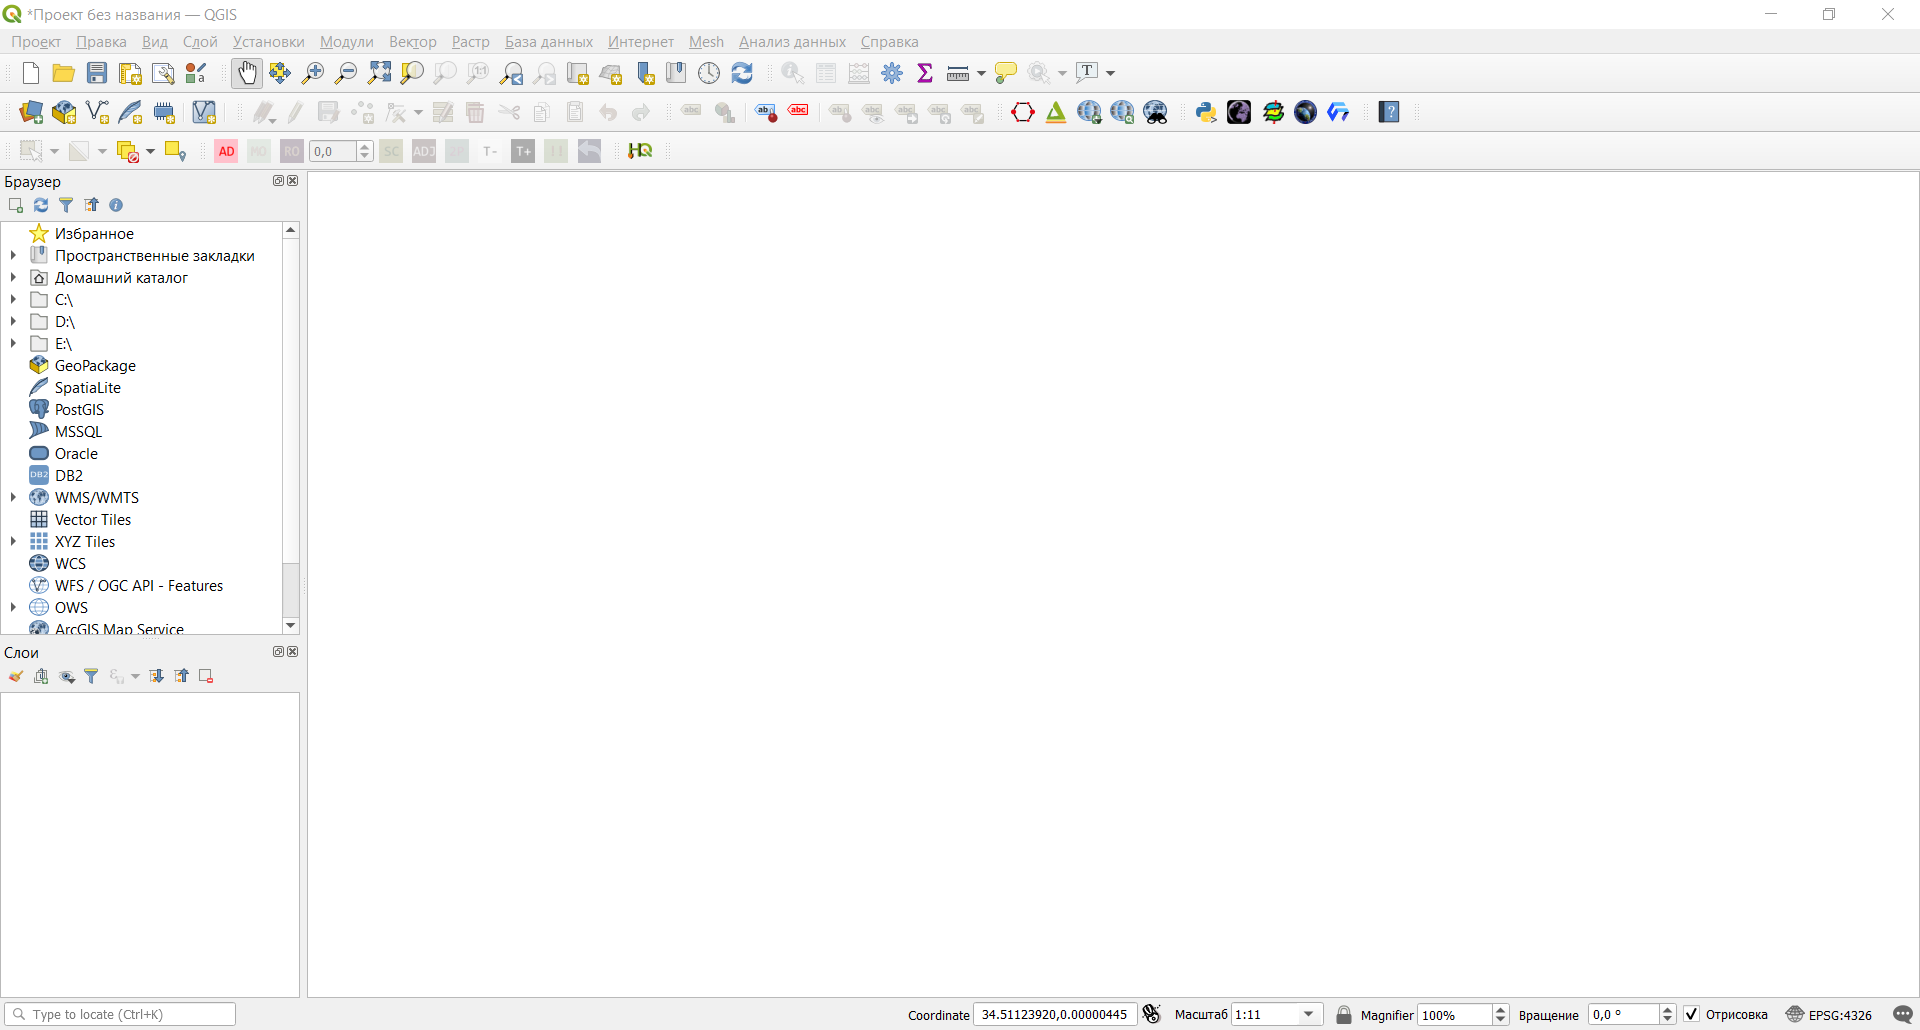 *Проект без названия — QGIS
Проект Правка Вид Слой Установки Модули Вектор Растр База данных Интернет Mesh Анализ данных Справка
AD MO RO 0,0 SC ADJ T- T+ HQ
Браузер
Избранное
Пространственные закладки
Домашний каталог
C:\
D:\
E:\
GeoPackage
SpatiaLite
PostGIS
MSSQL
Oracle
DB2
WMS/WMTS
Vector Tiles
XYZ Tiles
WCS
WFS / OGC API - Features
OWS
ArcGIS Map Service
Слои
Type to locate (Ctrl+K) Coordinate 34.51123920,0.00000445 Масштаб 1:11 Magnifier 100% Вращение 0,0 ° Отрисовка EPSG:4326